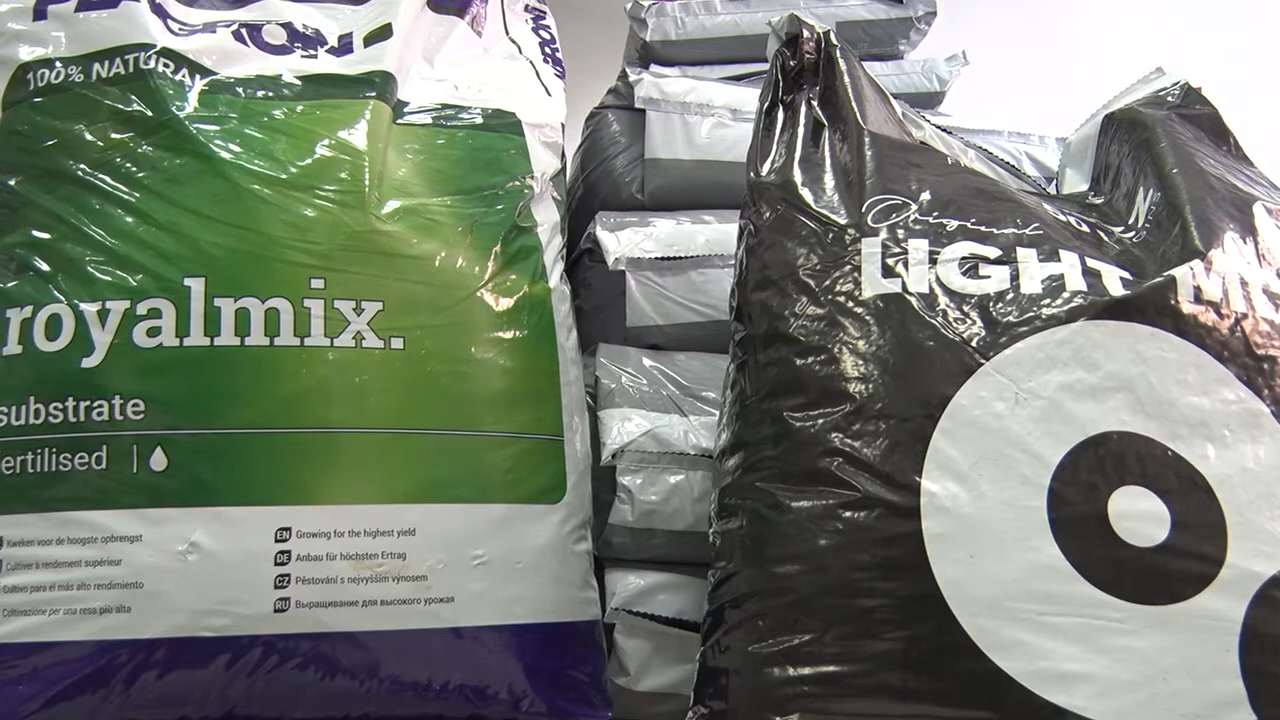 100% NATURAL
royalmix.
substrate
Kweken voor de hoogste opbrengst
Cultiver à rendement supérieur
Cultivo para el más alto rendimiento
Coltivazione per una resa più alta
EN Growing for the highest yield
DE Anbau für höchsten Ertrag
CZ Pěstování s nejvyšším výnosem
RU Выращивание для высокого урожая
Original
LIGHT